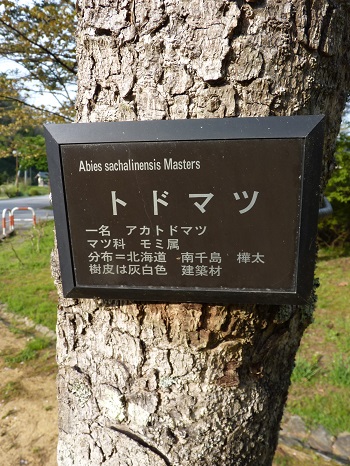 Abies sachalinensis Masters
トドマツ
一名 アカトドマツ
マツ科 モミ属
分布=北海道 -南千島 樺太
樹皮は灰白色 建築材